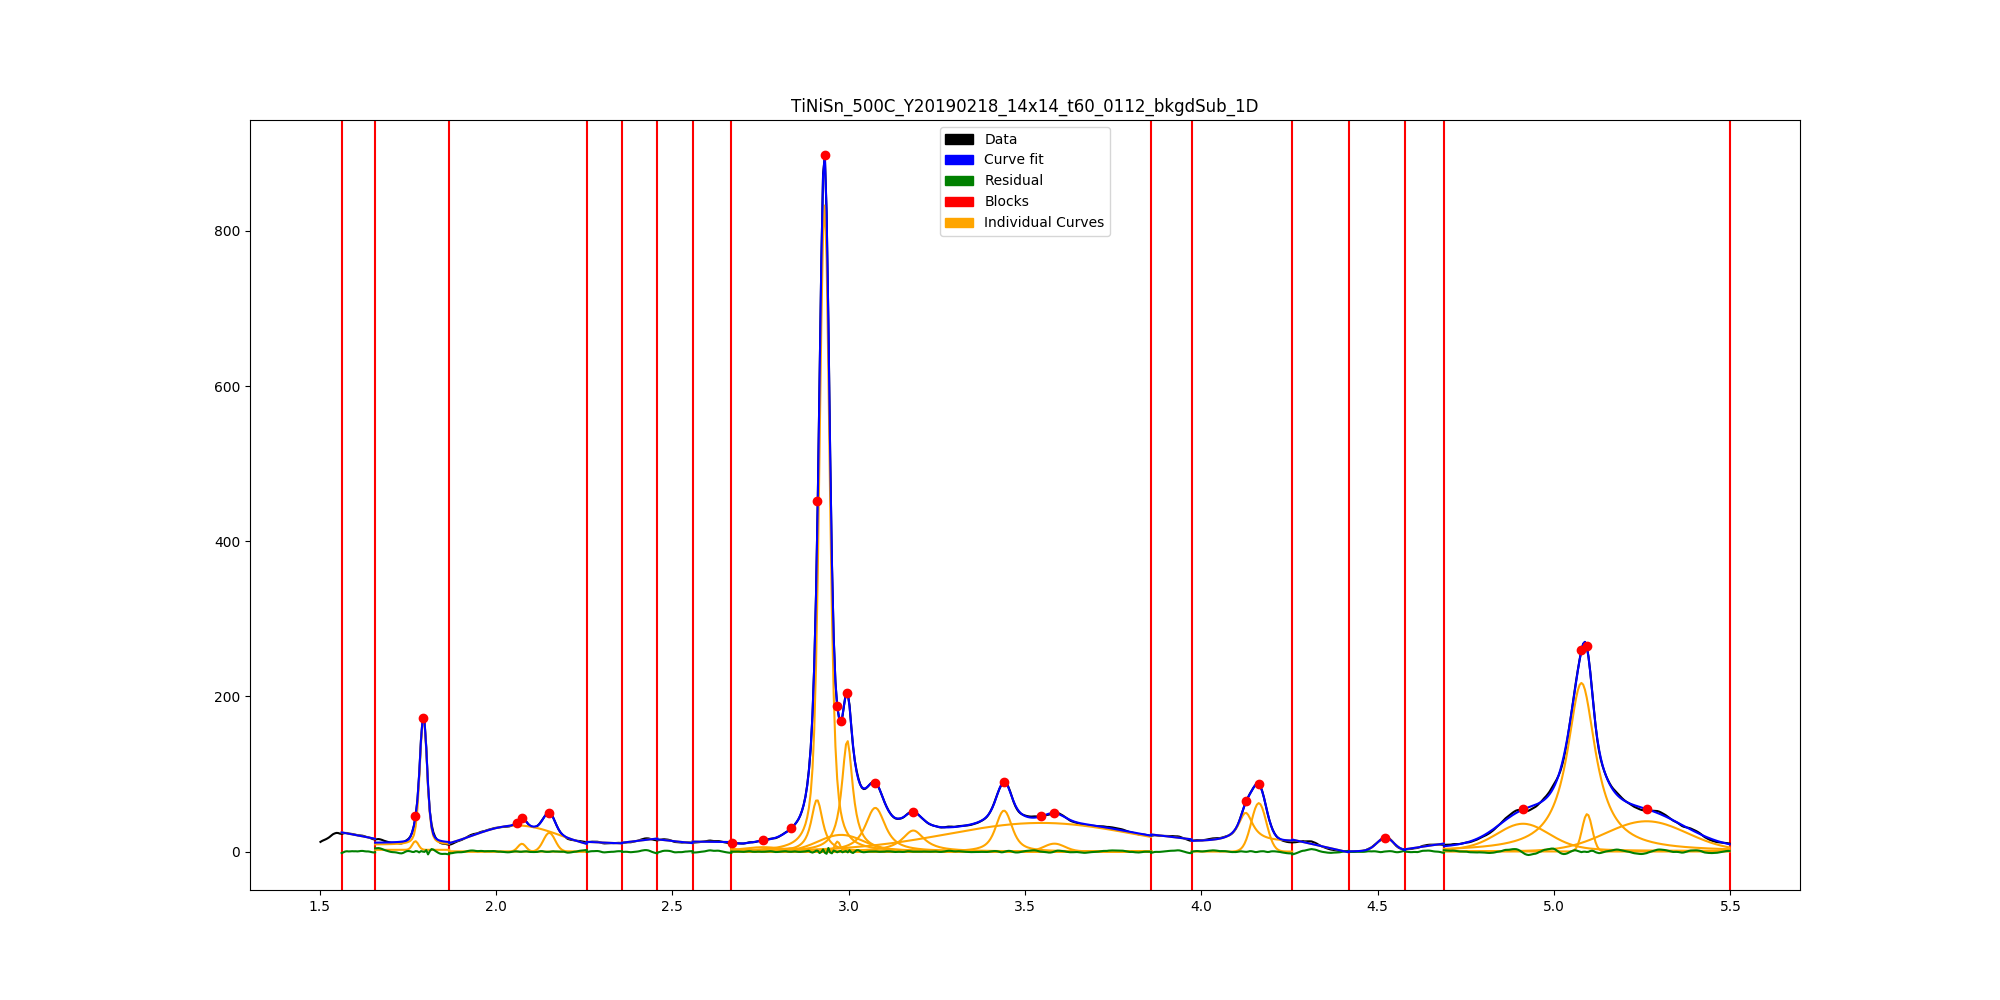 TiNiSn_500C_Y20190218_14x14_t60_0112_bkgdSub_1D
Data
Curve fit
Residual
Blocks
Individual Curves
800
600
400
200
0
1.5 2.0 2.5 3.0 3.5 4.0 4.5 5.0 5.5